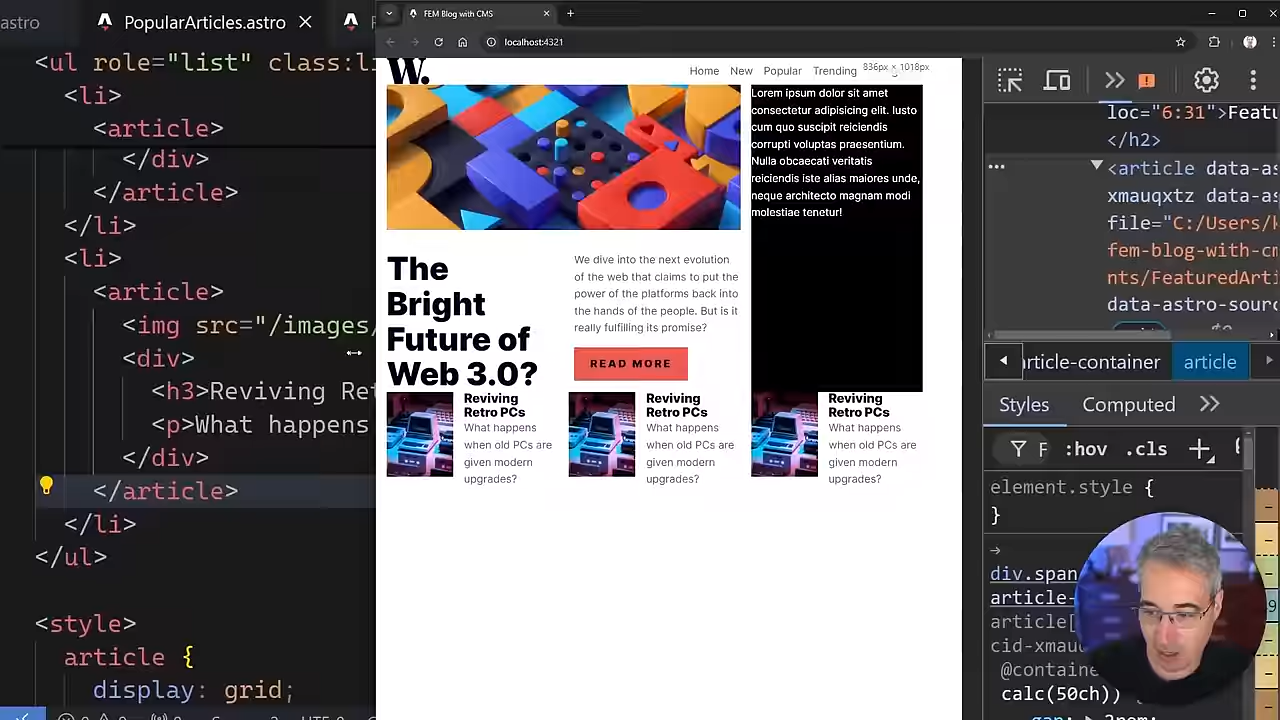 astro
PopularArticles.astro
<ul role="list" class:li
<li>
<article>
</div>
</article>
</li>
<li>
<article>
<img src="/images/
<div>
<h3>Reviving Ret
<p>What happens
</div>
</article>
</li>
</ul>
<style>
article {
display: grid;
FEM Blog with CMS
localhost:4321
W.
Home New Popular Trending
836px × 1018px
Lorem ipsum dolor sit amet
consectetur adipisicing elit. Iusto
cum quo suscipit reiciendis
corrupti voluptas praesentium.
Nulla obcaecati veritatis
reiciendis iste alias maiores unde,
neque architecto magnam modi
molestiae tenetur!
The
Bright
Future of
Web 3.0?
We dive into the next evolution
of the web that claims to put the
power of the platforms back into
the hands of the people. But is it
really fulfilling its promise?
READ MORE
Reviving
Retro PCs
What happens
when old PCs are
given modern
upgrades?
Reviving
Retro PCs
What happens
when old PCs are
given modern
upgrades?
Reviving
Retro PCs
What happens
when old PCs are
given modern
upgrades?
loc="6:31">Featu
</h2>
<article data-as
xmauqxtz data-as
file="C:/Users/k
fem-blog-with-cm
nts/FeaturedArti
data-astro-sourc
rticle-container
article
Styles
Computed
F
:hov
.cls
element.style {
}
div.span
article-
article[
cid-xmau
@containe
calc(50ch))